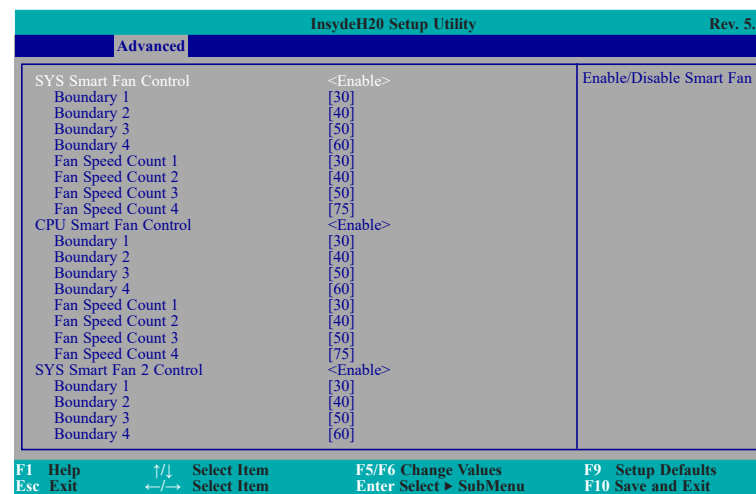 InsydeH20 Setup Utility Rev. 5.
Advanced
SYS Smart Fan Control <Enable>
Boundary 1 [30]
Boundary 2 [40]
Boundary 3 [50]
Boundary 4 [60]
Fan Speed Count 1 [30]
Fan Speed Count 2 [40]
Fan Speed Count 3 [50]
Fan Speed Count 4 [75]
CPU Smart Fan Control <Enable>
Boundary 1 [30]
Boundary 2 [40]
Boundary 3 [50]
Boundary 4 [60]
Fan Speed Count 1 [30]
Fan Speed Count 2 [40]
Fan Speed Count 3 [50]
Fan Speed Count 4 [75]
SYS Smart Fan 2 Control <Enable>
Boundary 1 [30]
Boundary 2 [40]
Boundary 3 [50]
Boundary 4 [60]
Enable/Disable Smart Fan
F1 Help ↑/↓ Select Item F5/F6 Change Values F9 Setup Defaults
Esc Exit ←/→ Select Item Enter Select ▶ SubMenu F10 Save and Exit